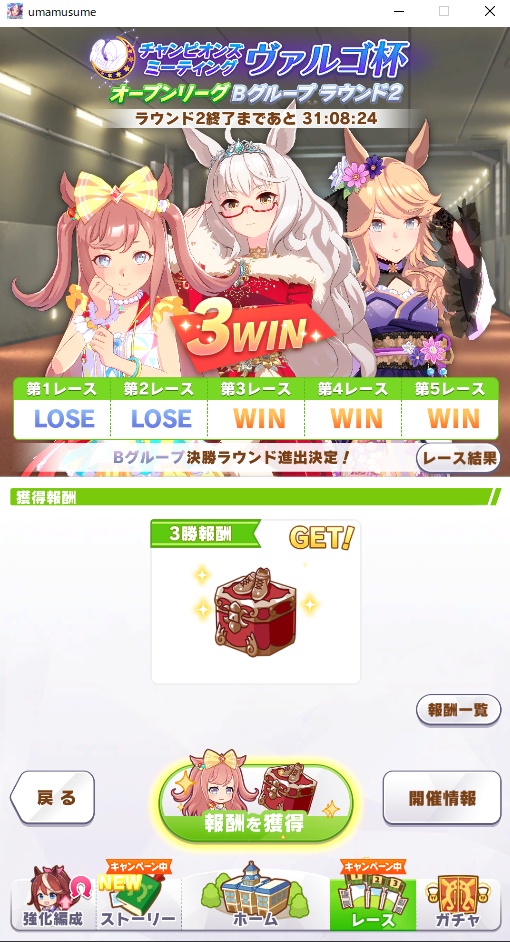 umamusume
チャンピオンズ
ミーティング ヴァルゴ杯
オープンリーグ Bグループ ラウンド2
ラウンド2終了まであと 31:08:24
3WIN
第1レース 第2レース 第3レース 第4レース 第5レース
LOSE LOSE WIN WIN WIN
Bグループ決勝ラウンド進出決定!
レース結果
獲得報酬
3勝報酬 GET!
報酬一覧
戻る
報酬を獲得
開催情報
キャンペーン中 キャンペーン中
NEW
1 2 3
強化編成 ストーリー ホーム レース ガチャ